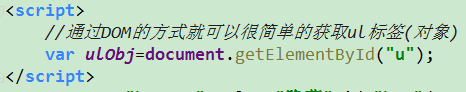 <script>
//通过DOM的方式就可以很简单的获取ul标签(对象)
var ulObj=document.getElementById("u");
</script>